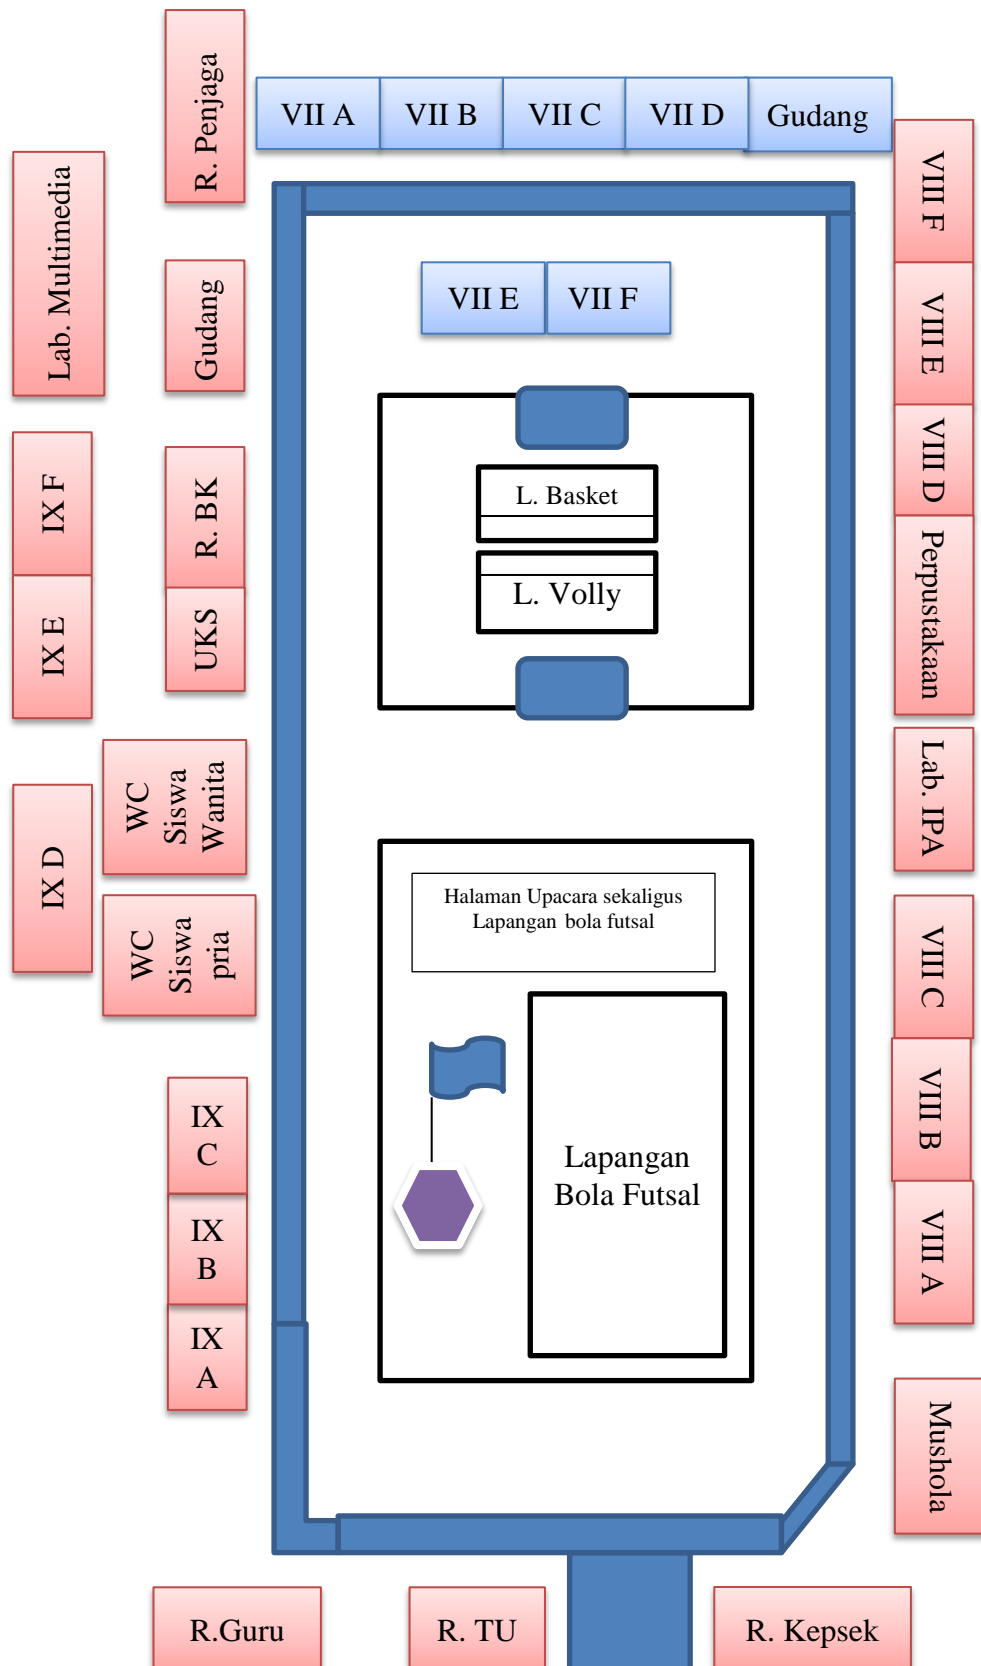 R. Penjaga
VII A
VII B
VII C
VII D
Gudang
VIII F
Lab. Multimedia
Gudang
VII E
VII F
VIII E
VIII D
IX F
R. BK
L. Basket
L. Volly
Perpustakaan
IX E
UKS
WC
Siswa
Wanita
Lab. IPA
IX D
WC
Siswa
pria
Halaman Upacara sekaligus
Lapangan bola futsal
VIII C
VIII B
IX
C
Lapangan
Bola Futsal
IX
B
VIII A
IX
A
Mushola
R.Guru
R. TU
R. Kepsek